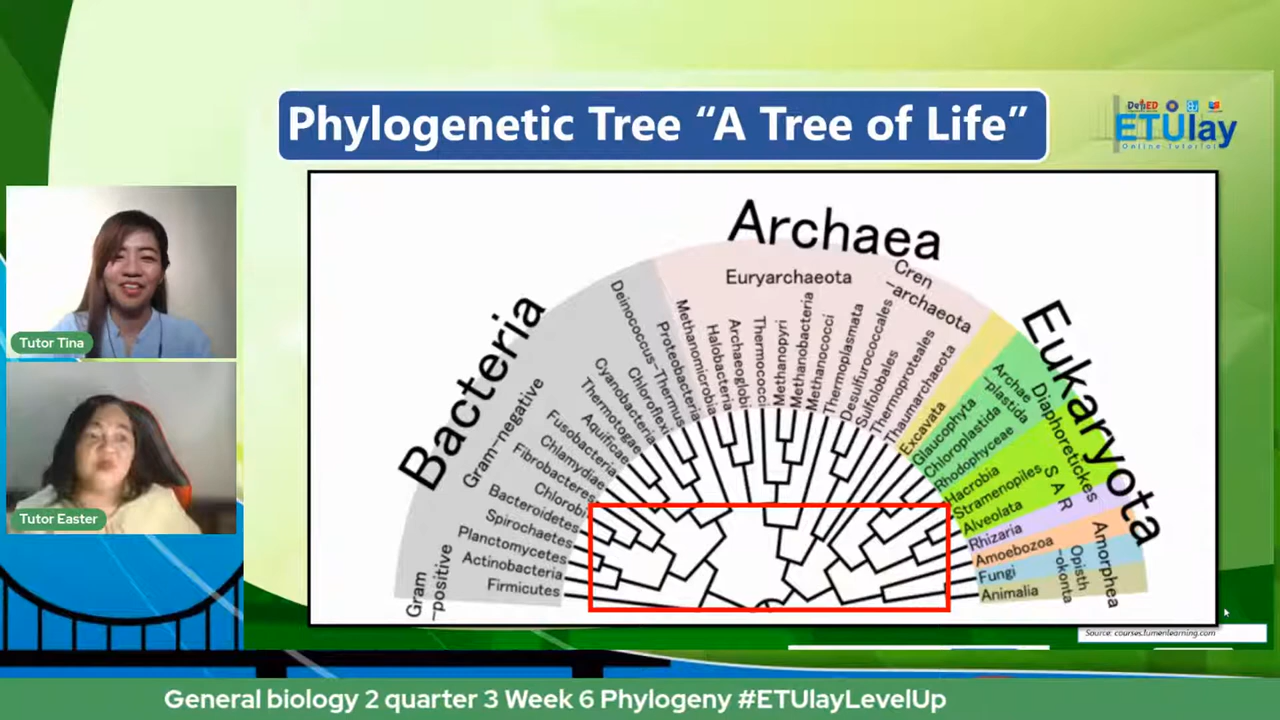 Phylogenetic Tree “A Tree of Life”
DepED
ETUlay
Online Tutorial
Tutor Tina
Tutor Easter
Bacteria
Archaea
Eukaryota
Gram
–positive
Gram–negative
Firmicutes
Actinobacteria
Planctomycetes
Spirochaetes
Bacteroidetes
Chlorobi
Fibrobacteres
Chlamydiae
Fusobacteria
Aquificae
Thermotogae
Cyanobacteria
Chloroflexi
Deinococcus–Thermus
Proteobacteria
Euryarchaeota
Methanomicrobia
Halobacteria
Archaeoglobi
Thermococci
Methanopyri
Methanobacteria
Methanococci
Thermoplasmata
Cren
–archaeota
Desulfurococcales
Sulfolobales
Thermoproteales
Thaumarchaeota
Excavata
Archae
–plastida
Glaucophyta
Chloroplastida
Rhodophyceae
Diaphoretickes
S A R
Hacrobia
Stramenopiles
Alveolata
Rhizaria
Amoebozoa
Fungi
Animalia
Opisth
–okonta
Amorphea
Source: courses.lumenlearning.com
General biology 2 quarter 3 Week 6 Phylogeny #ETUlayLevelUp